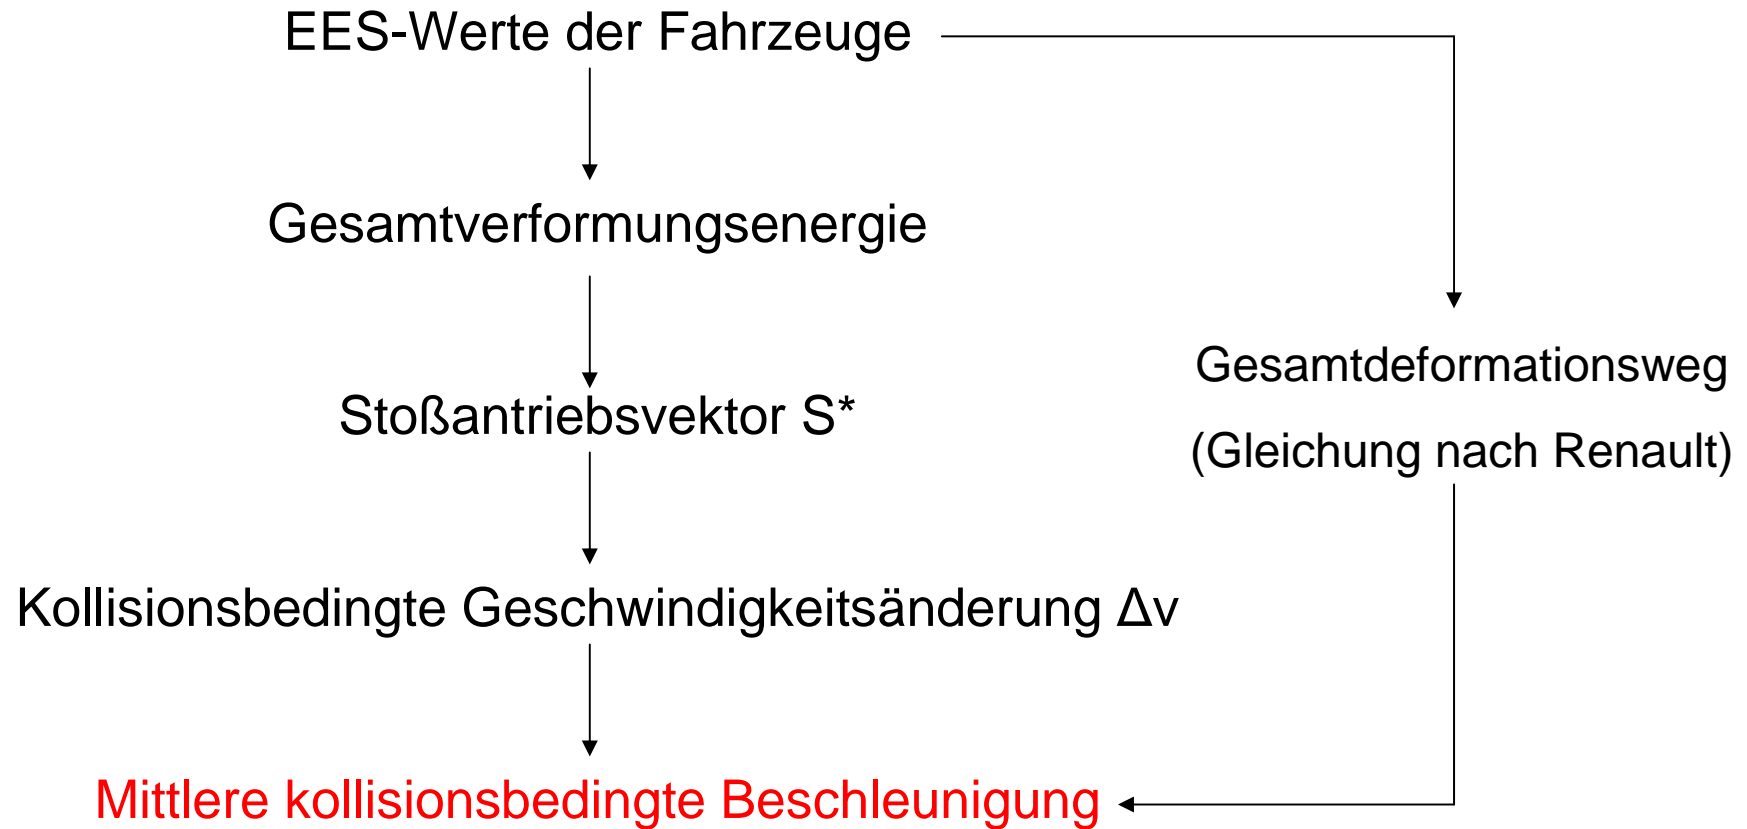 EES-Werte der Fahrzeuge
Gesamtverformungsenergie
Gesamtdeformationsweg
(Gleichung nach Renault)
Stoßantriebsvektor S*
Kollisionsbedingte Geschwindigkeitsänderung Δv
Mittlere kollisionsbedingte Beschleunigung